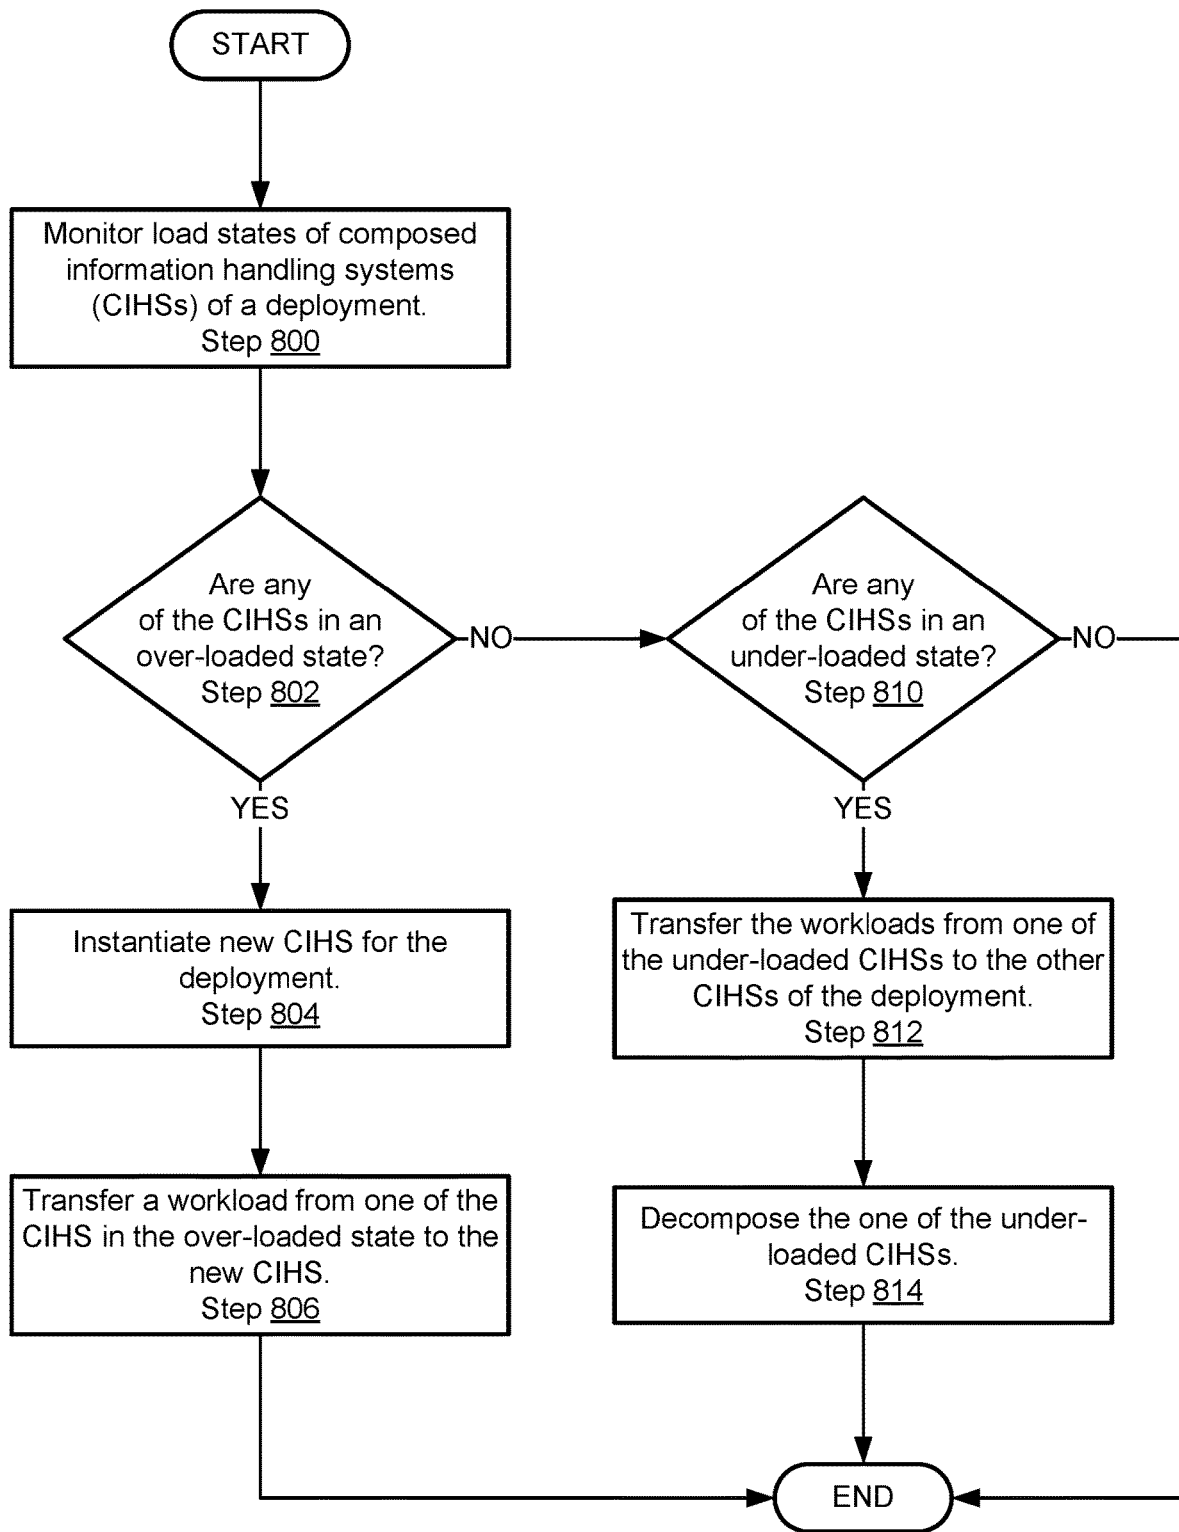 START
Monitor load states of composed
information handling systems
(CIHSs) of a deployment.
Step 800
Are any
of the CIHSs in an
over-loaded state?
Step 802
NO
Are any
of the CIHSs in an
under-loaded state?
Step 810
NO
YES
YES
Instantiate new CIHS for the
deployment.
Step 804
Transfer the workloads from one of
the under-loaded CIHSs to the other
CIHSs of the deployment.
Step 812
Transfer a workload from one of the
CIHS in the over-loaded state to the
new CIHS.
Step 806
Decompose the one of the under-
loaded CIHSs.
Step 814
END